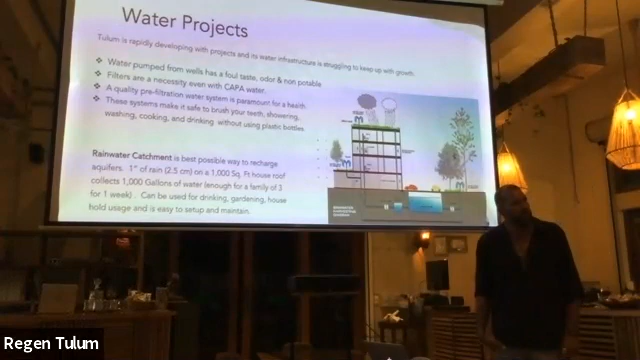 Water Projects
Tulum is rapidly developing with projects and its water infrastructure is struggling to keep up with growth.
❖ Water pumped from wells has a foul taste, odor & non potable
❖ Filters are a necessity even with CAPA water.
❖ A quality pre-filtration water system is paramount for a health.
❖ These systems make it safe to brush your teeth, showering,
washing, cooking, and drinking without using plastic bottles.
Rainwater Catchment is best possible way to recharge
aquifers. 1" of rain (2.5 cm) on a 1,000 Sq. Ft house roof
collects 1,000 Gallons of water (enough for a family of 3
for 1 week) . Can be used for drinking, gardening, house
hold usage and is easy to setup and maintain.
Regen Tulum
zoom